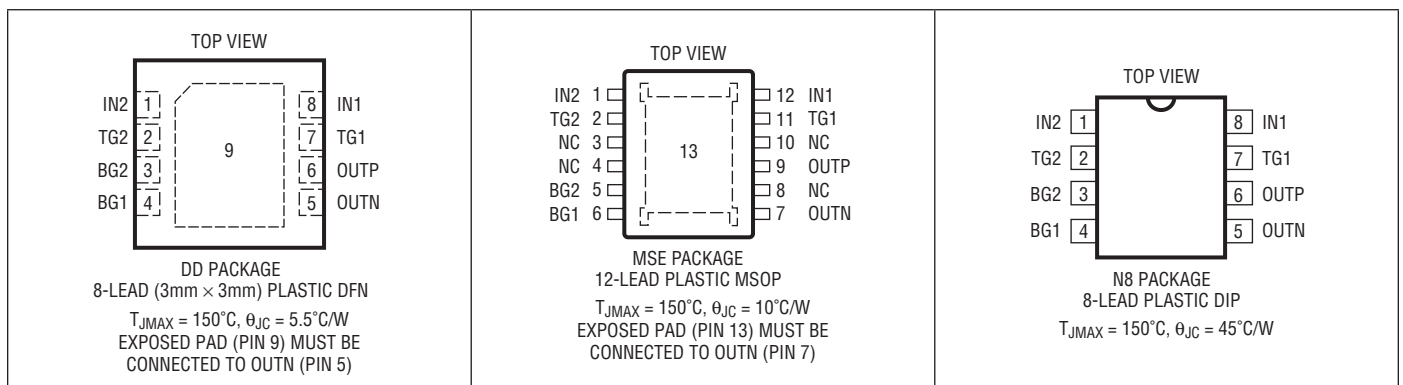 TOP VIEW
IN2 1
TG2 2
BG2 3
BG1 4
9
8 IN1
7 TG1
6 OUTP
5 OUTN
DD PACKAGE
8-LEAD (3mm × 3mm) PLASTIC DFN
TJMAX = 150°C, θJC = 5.5°C/W
EXPOSED PAD (PIN 9) MUST BE
CONNECTED TO OUTN (PIN 5)
TOP VIEW
IN2 1
TG2 2
NC 3
NC 4
BG2 5
BG1 6
13
12 IN1
11 TG1
10 NC
9 OUTP
8 NC
7 OUTN
MSE PACKAGE
12-LEAD PLASTIC MSOP
TJMAX = 150°C, θJC = 10°C/W
EXPOSED PAD (PIN 13) MUST BE
CONNECTED TO OUTN (PIN 7)
TOP VIEW
IN2 1
TG2 2
BG2 3
BG1 4
8 IN1
7 TG1
6 OUTP
5 OUTN
N8 PACKAGE
8-LEAD PLASTIC DIP
TJMAX = 150°C, θJC = 45°C/W